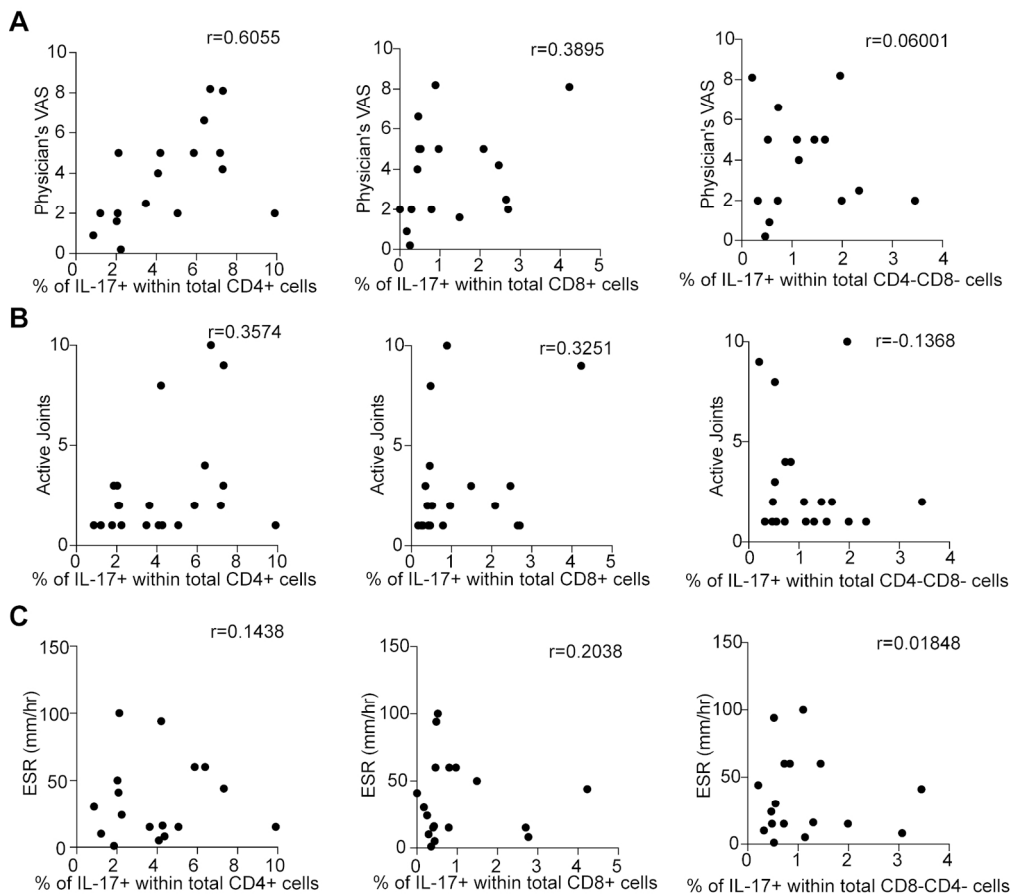 A
r=0.6055
Physician's VAS
10
8
6
4
2
0
0 2 4 6 8 10
% of IL-17+ within total CD4+ cells
r=0.3895
Physician's VAS
10
8
6
4
2
0
0 1 2 3 4 5
% of IL-17+ within total CD8+ cells
r=0.06001
Physician's VAS
10
8
6
4
2
0
0 1 2 3 4
% of IL-17+ within total CD4-CD8- cells
B
r=0.3574
Active Joints
10
5
0
0 2 4 6 8 10
% of IL-17+ within total CD4+ cells
r=0.3251
Active Joints
10
5
0
0 1 2 3 4 5
% of IL-17+ within total CD8+ cells
r=-0.1368
Active Joints
10
5
0
0 1 2 3 4
% of IL-17+ within total CD4-CD8- cells
C
r=0.1438
ESR (mm/hr)
150
100
50
0
0 2 4 6 8 10
% of IL-17+ within total CD4+ cells
r=0.2038
ESR (mm/hr)
150
100
50
0
0 1 2 3 4 5
% of IL-17+ within total CD8+ cells
r=0.01848
ESR (mm/hr)
150
100
50
0
0 1 2 3 4
% of IL-17+ within total CD8-CD4- cells